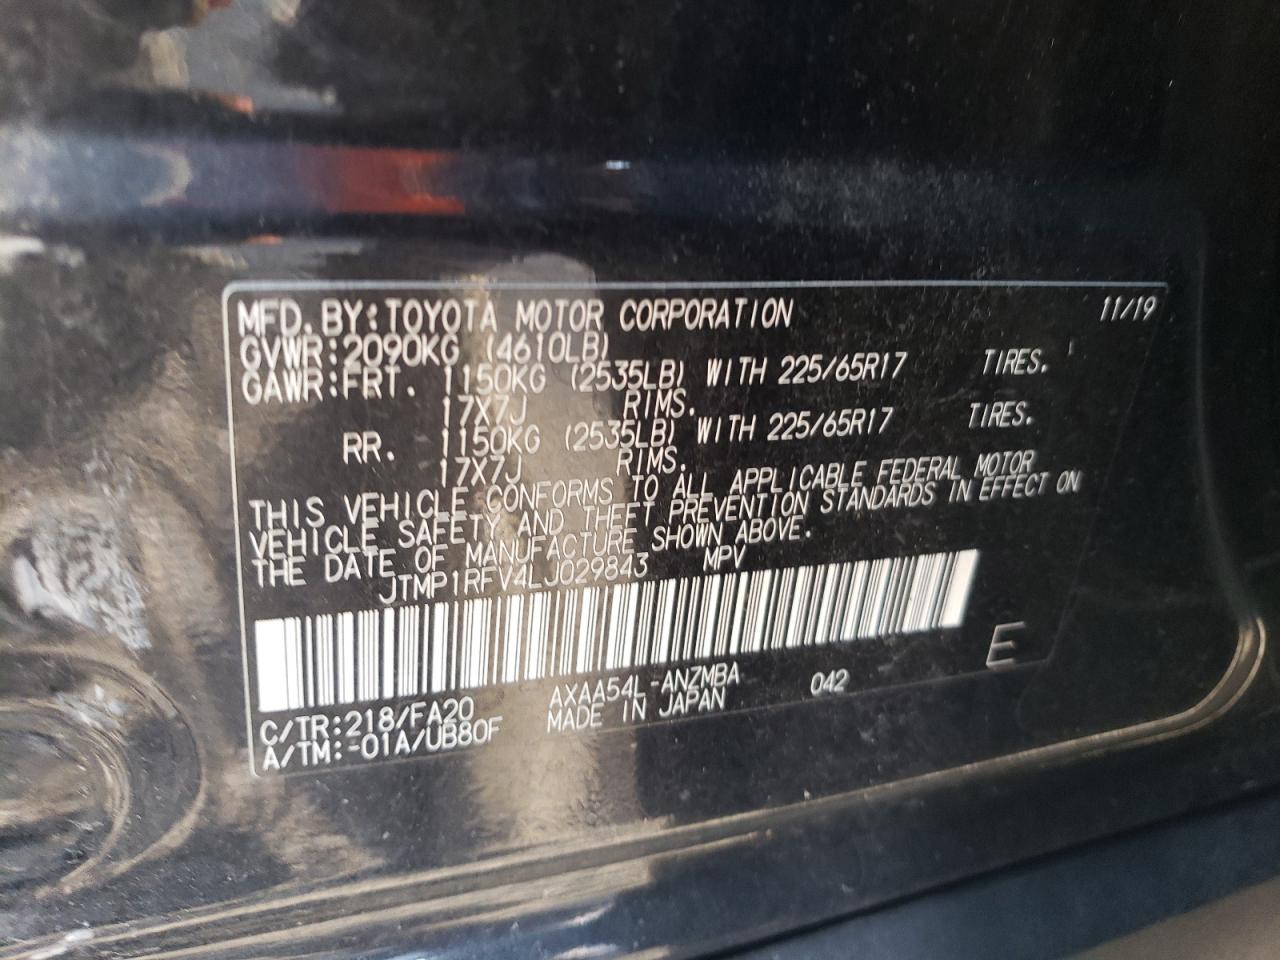 MFD. BY: TOYOTA MOTOR CORPORATION 11/19
GVWR: 2090KG (4610LB)
GAWR: FRT. 1150KG (2535LB) WITH 225/65R17 TIRES.
17X7J RIMS.
RR. 1150KG (2535LB) WITH 225/65R17 TIRES.
17X7J RIMS.
THIS VEHICLE CONFORMS TO ALL APPLICABLE FEDERAL MOTOR
VEHICLE SAFETY AND THEFT PREVENTION STANDARDS IN EFFECT ON
THE DATE OF MANUFACTURE SHOWN ABOVE.
JTMP1RFV4LJ029843 MPV
E
C/TR: 218/FA20 AXAA54L-ANZMBA 042
A/TM: -01A/UB80F MADE IN JAPAN